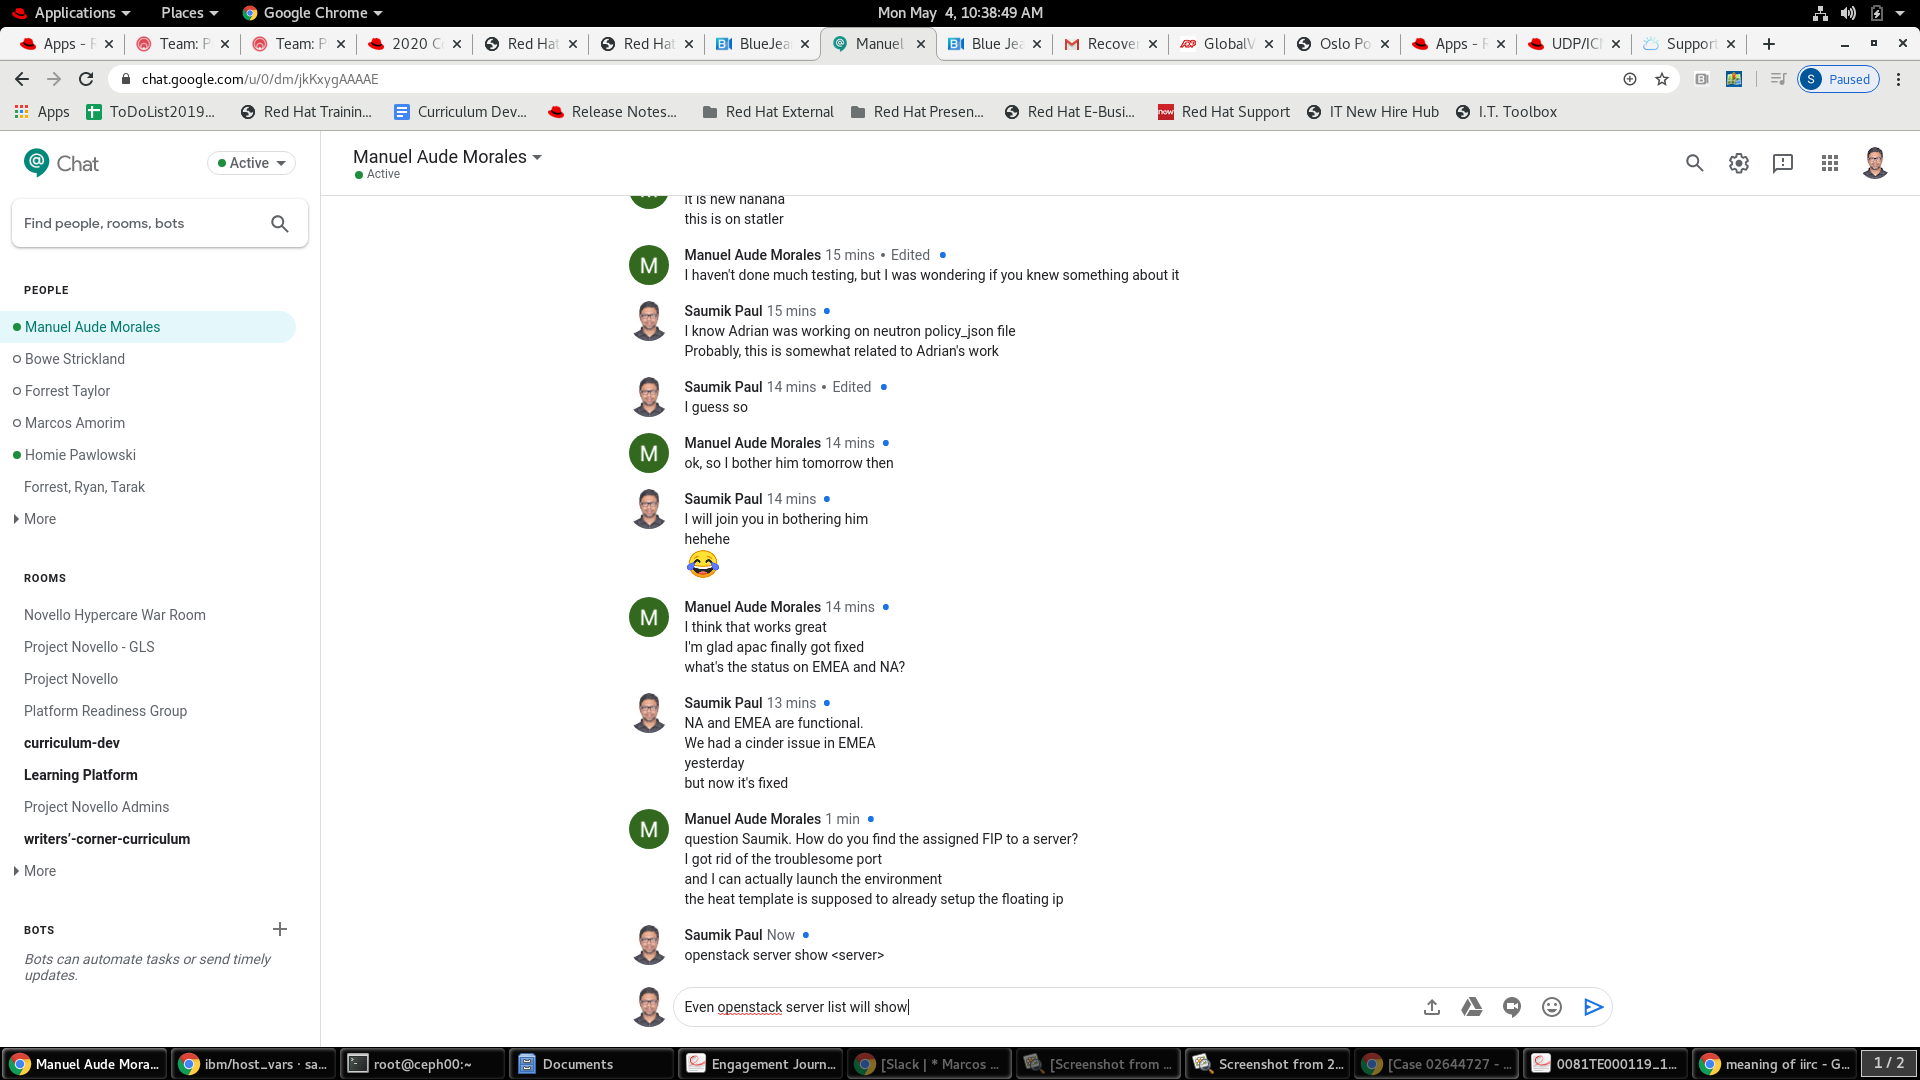 Applications
Places
Google Chrome
Mon May 4, 10:38:49 AM
Apps - R
Team: P
Team: P
2020 C
Red Hat
Red Hat
BlueJea
Manuel
Blue Jea
Recover
GlobalV
Oslo Po
Apps - R
UDP/ICM
Support
chat.google.com/u/0/dm/jkKxygAAAAE
S Paused
Apps
ToDoList2019...
Red Hat Trainin...
Curriculum Dev...
Release Notes...
Red Hat External
Red Hat Presen...
Red Hat E-Busi...
now Red Hat Support
IT New Hire Hub
I.T. Toolbox
Chat
Active
Find people, rooms, bots
PEOPLE
Manuel Aude Morales
Bowe Strickland
Forrest Taylor
Marcos Amorim
Homie Pawlowski
Forrest, Ryan, Tarak
More
ROOMS
Novello Hypercare War Room
Project Novello - GLS
Project Novello
Platform Readiness Group
curriculum-dev
Learning Platform
Project Novello Admins
writers’-corner-curriculum
More
BOTS
Bots can automate tasks or send timely
updates.
Manuel Aude Morales
Active
it is new hahaha
this is on statler
M
Manuel Aude Morales 15 mins • Edited
I haven't done much testing, but I was wondering if you knew something about it
Saumik Paul 15 mins
I know Adrian was working on neutron policy_json file
Probably, this is somewhat related to Adrian's work
Saumik Paul 14 mins • Edited
I guess so
M
Manuel Aude Morales 14 mins
ok, so I bother him tomorrow then
Saumik Paul 14 mins
I will join you in bothering him
hehehe
M
Manuel Aude Morales 14 mins
I think that works great
I'm glad apac finally got fixed
what's the status on EMEA and NA?
Saumik Paul 13 mins
NA and EMEA are functional.
We had a cinder issue in EMEA
yesterday
but now it's fixed
M
Manuel Aude Morales 1 min
question Saumik. How do you find the assigned FIP to a server?
I got rid of the troublesome port
and I can actually launch the environment
the heat template is supposed to already setup the floating ip
Saumik Paul Now
openstack server show <server>
Even openstack server list will show
Manuel Aude Mora...
ibm/host_vars · sa...
root@ceph00:~
Documents
Engagement Journ...
[Slack | * Marcos ...
[Screenshot from ...
Screenshot from 2...
[Case 02644727 - ...
0081TE000119_1...
meaning of iirc - G...
1 / 2